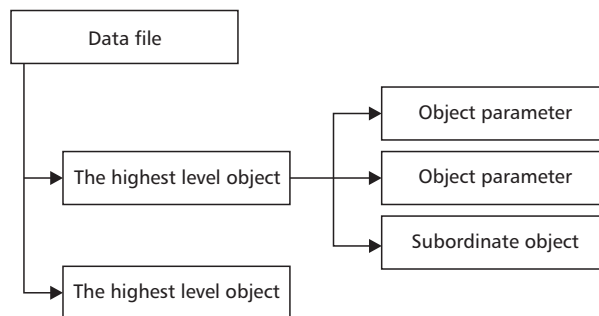 Data file
Object parameter
The highest level object
Object parameter
Subordinate object
The highest level object